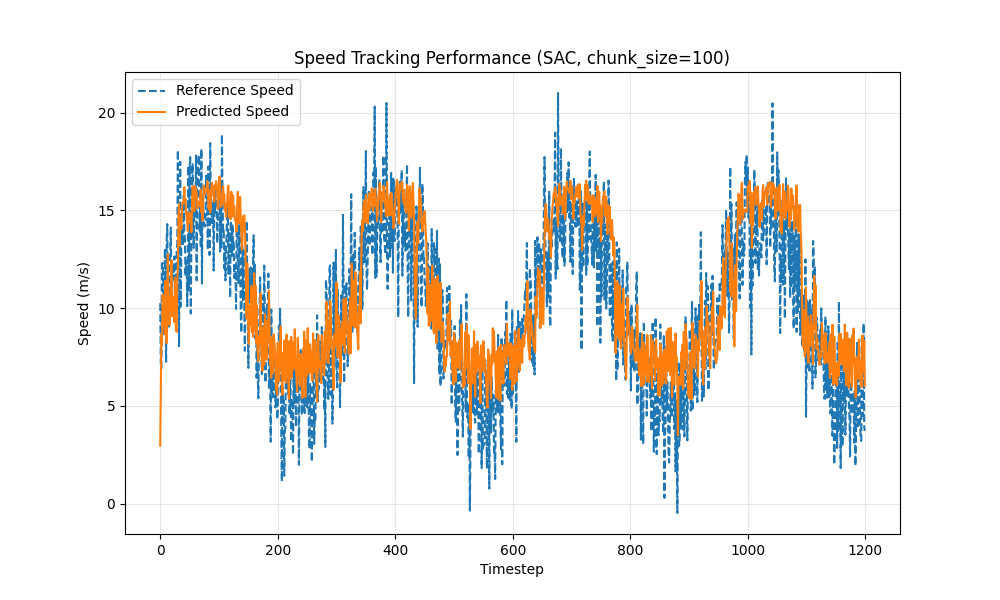 Speed Tracking Performance (SAC, chunk_size=100)
Reference Speed
Predicted Speed
Speed (m/s)
20
15
10
5
0
0 200 400 600 800 1000 1200
Timestep